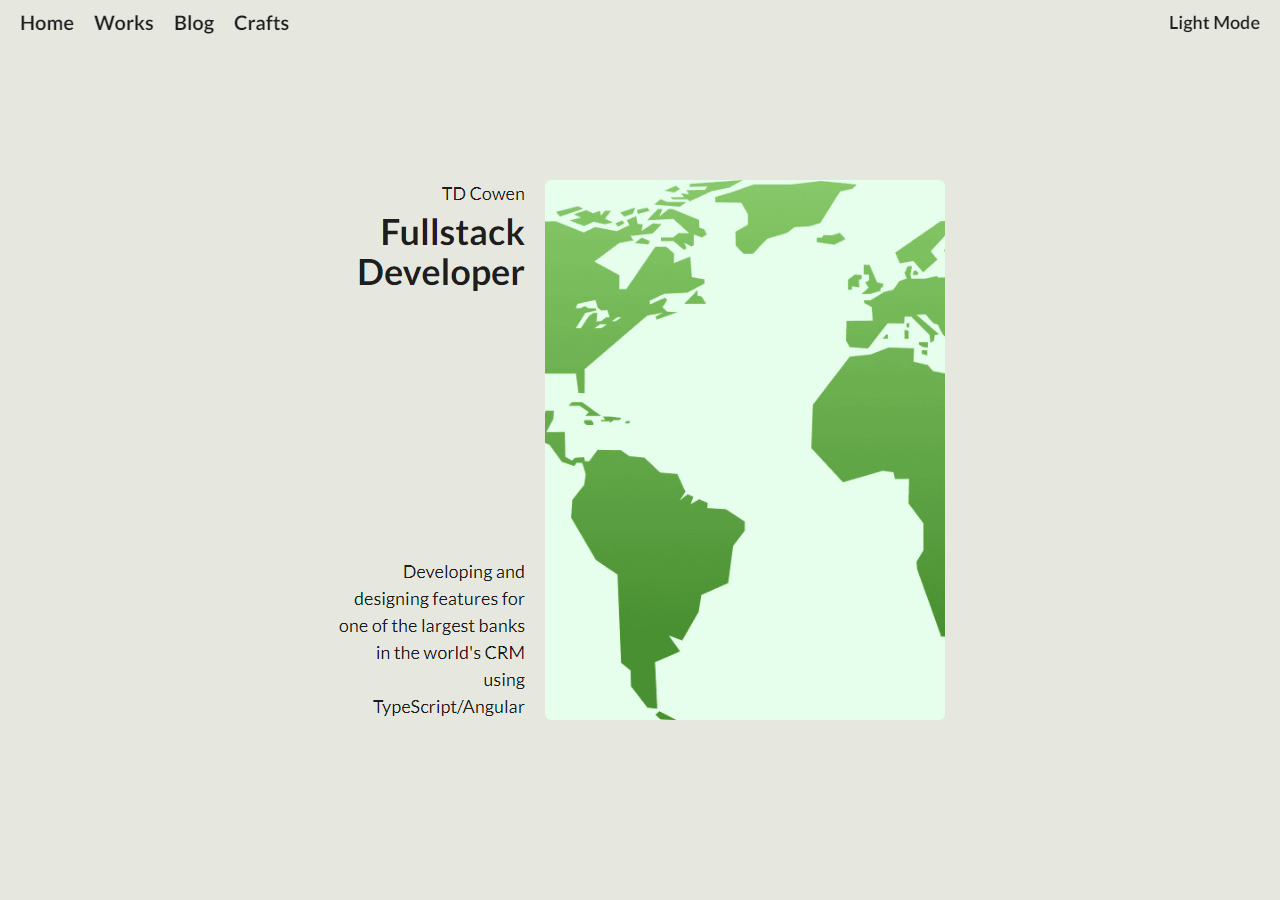 Home Works Blog Crafts Light Mode
TD Cowen
Fullstack
Developer
Developing and
designing features for
one of the largest banks
in the world's CRM
using
TypeScript/Angular